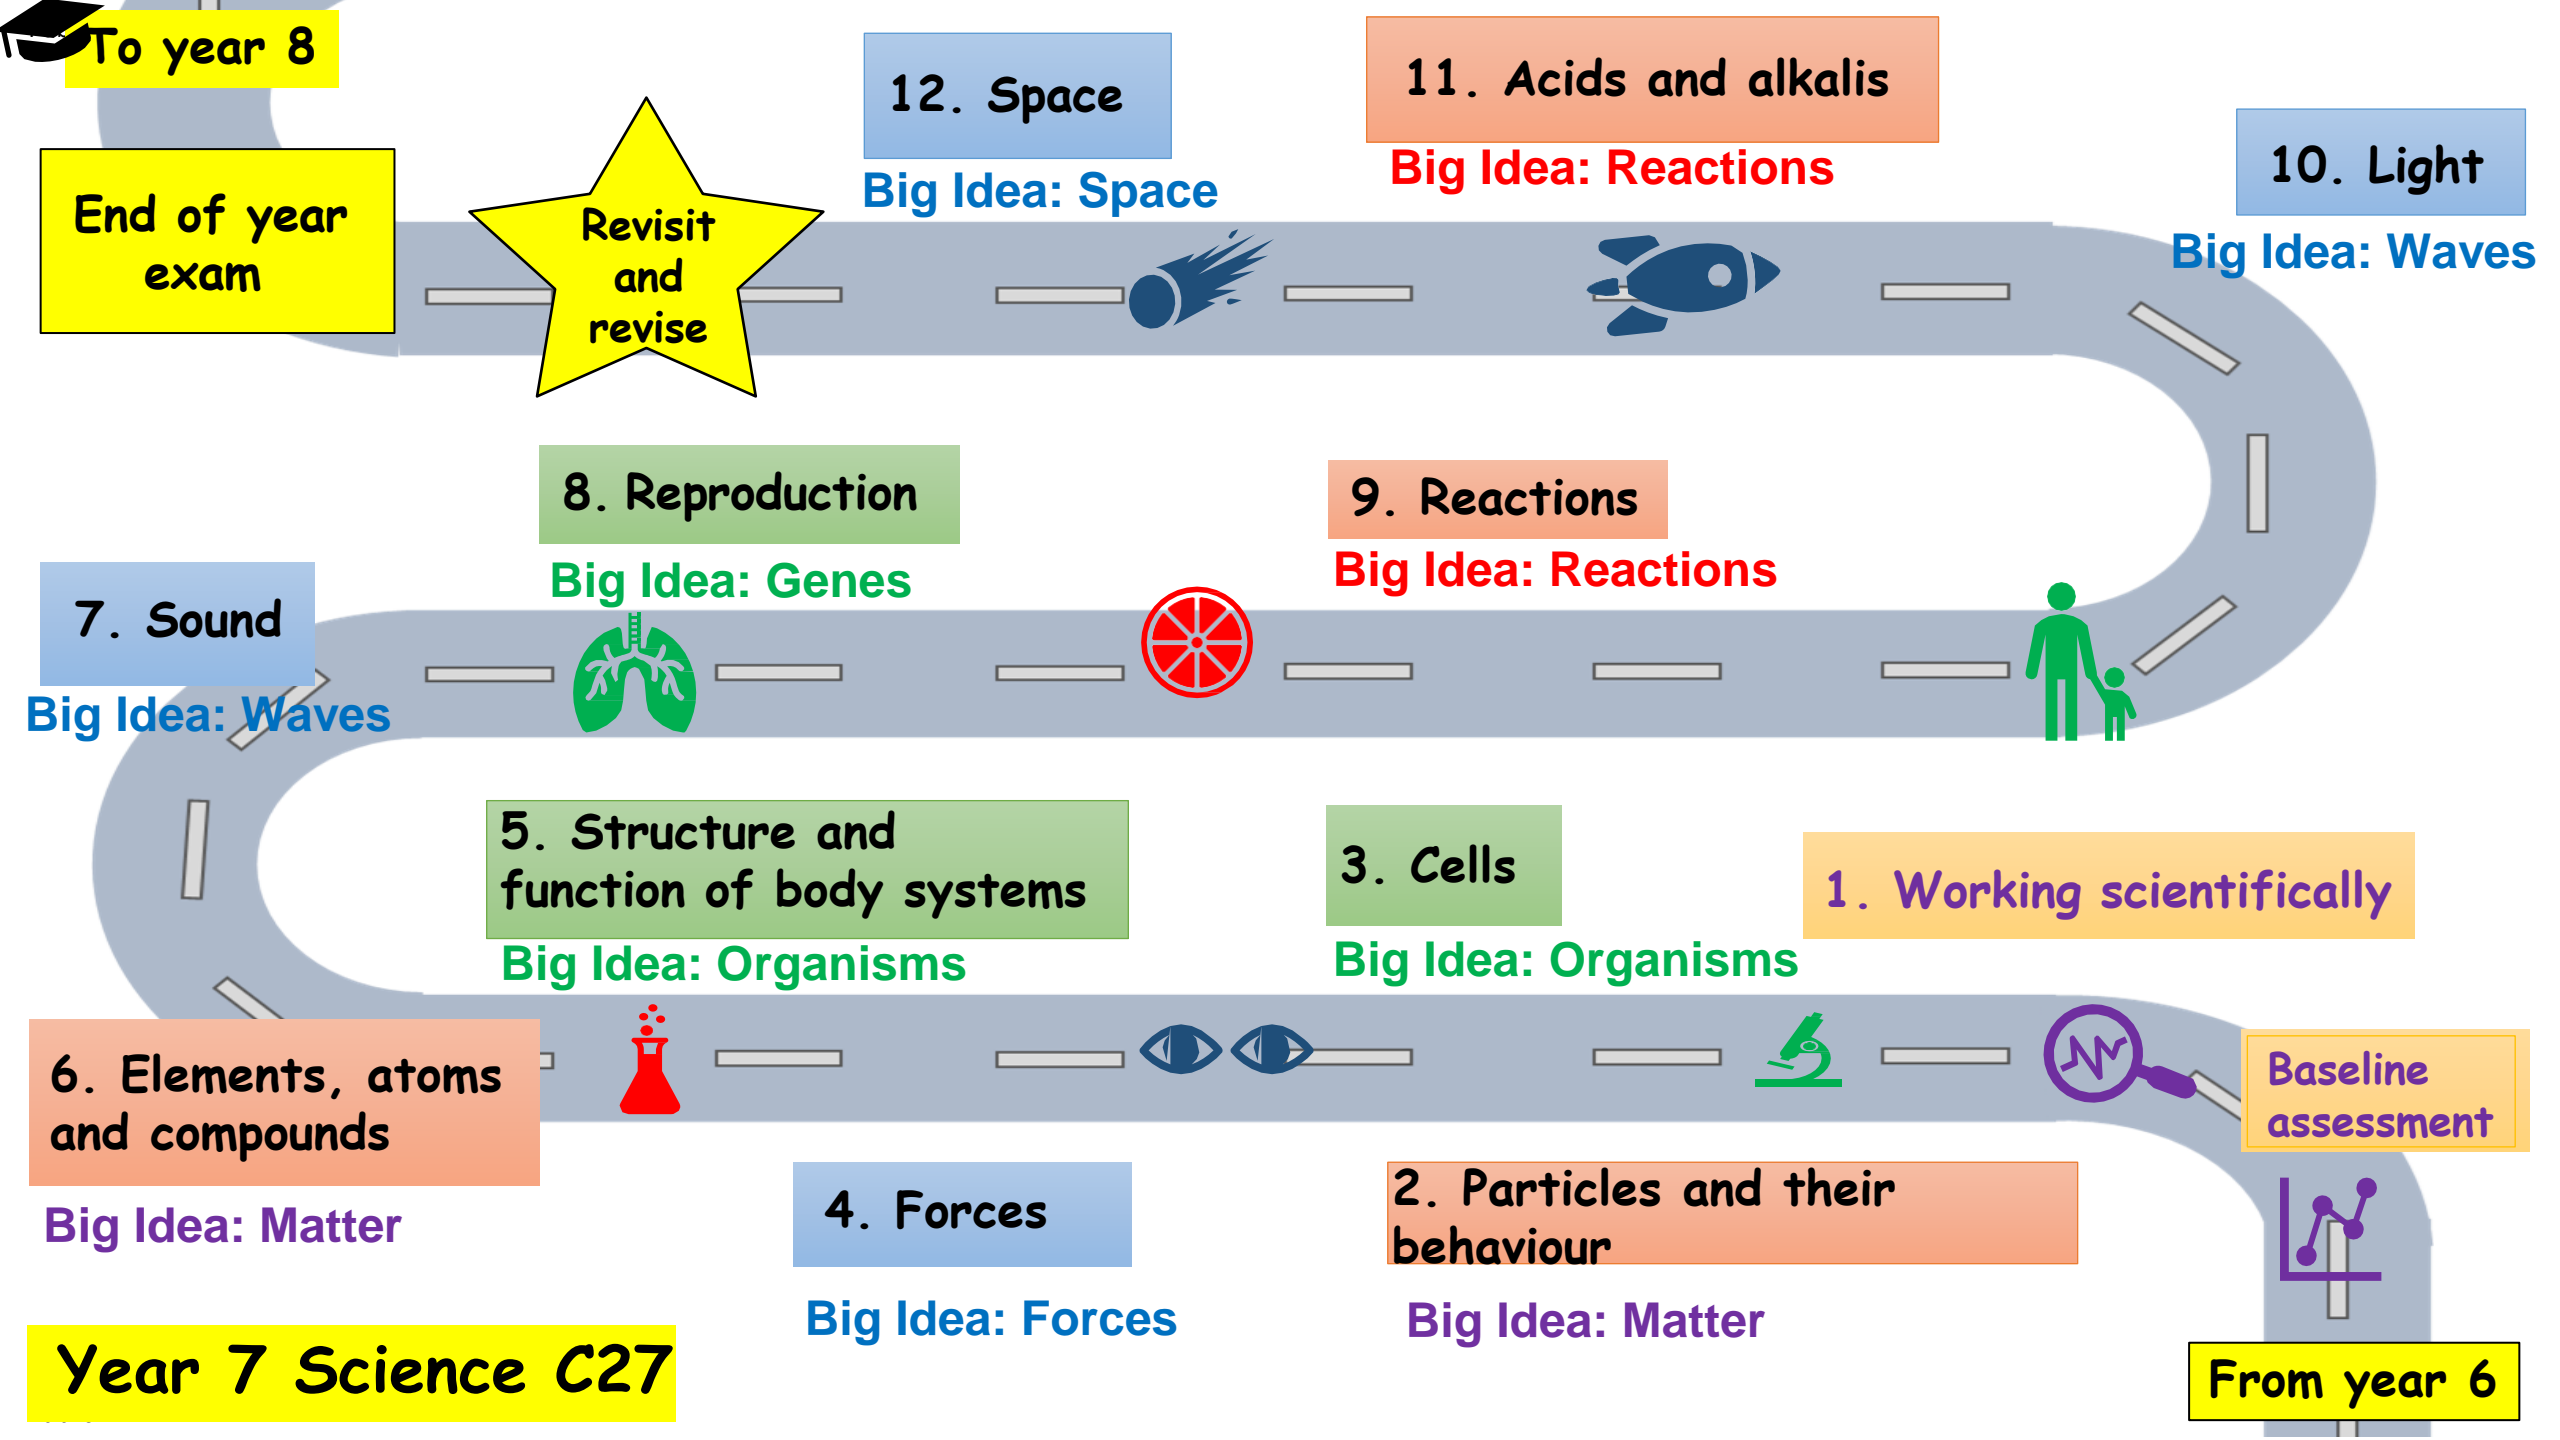 To year 8
12. Space
Big Idea: Space
11. Acids and alkalis
Big Idea: Reactions
10. Light
Big Idea: Waves
End of year
exam
Revisit
and
revise
8. Reproduction
Big Idea: Genes
9. Reactions
Big Idea: Reactions
7. Sound
Big Idea: Waves
5. Structure and
function of body systems
Big Idea: Organisms
3. Cells
Big Idea: Organisms
1. Working scientifically
6. Elements, atoms
and compounds
Big Idea: Matter
Baseline
assessment
4. Forces
Big Idea: Forces
2. Particles and their
behaviour
Big Idea: Matter
Year 7 Science C27
From year 6